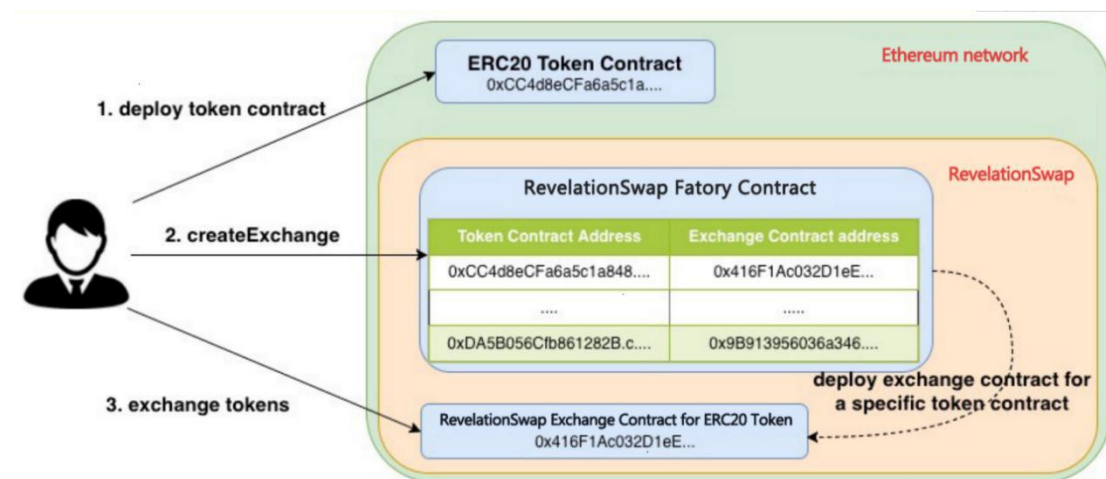 Ethereum network
ERC20 Token Contract
0xCC4d8eCFa6a5c1a....
1. deploy token contract
RevelationSwap
RevelationSwap Fatory Contract
2. createExchange
Token Contract Address Exchange Contract address
0xCC4d8eCFa6a5c1a848.... 0x416F1Ac032D1eE...
.... .....
0xDA5B056Cfb861282B.c.... 0x9B913956036a346....
deploy exchange contract for
a specific token contract
3. exchange tokens
RevelationSwap Exchange Contract for ERC20 Token
0x416F1Ac032D1eE...